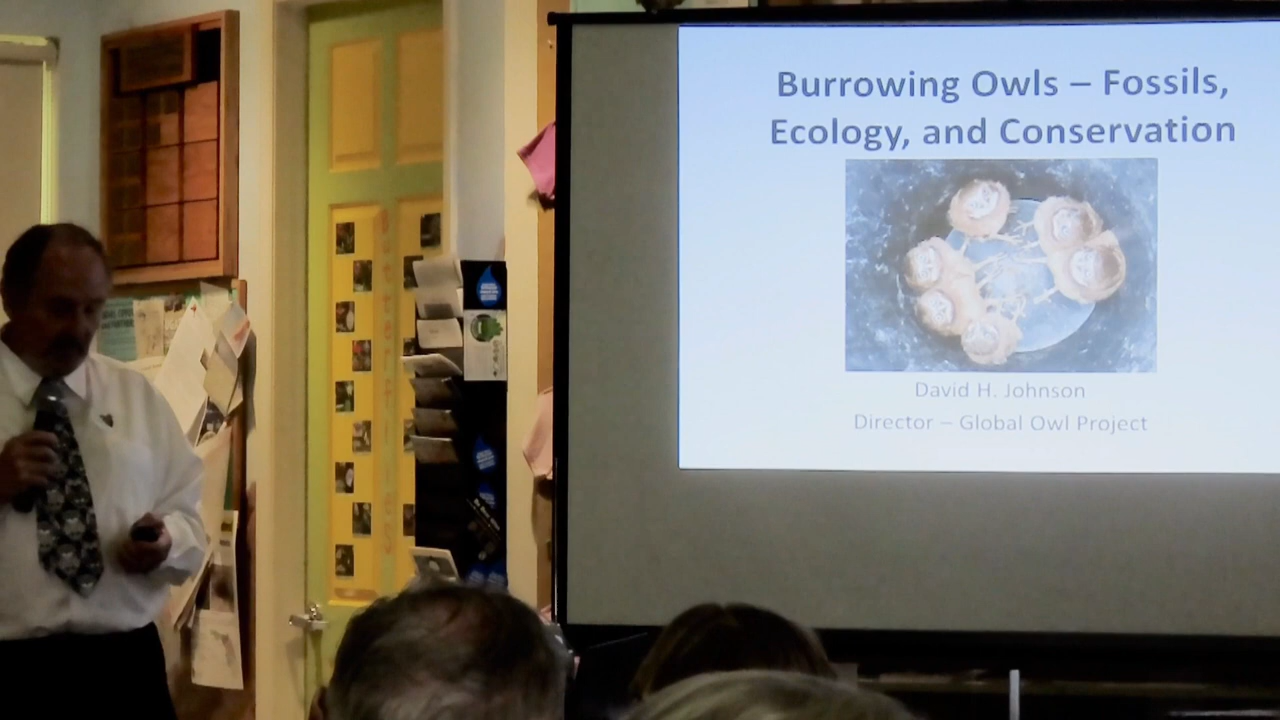 Burrowing Owls – Fossils,
Ecology, and Conservation
David H. Johnson
Director – Global Owl Project